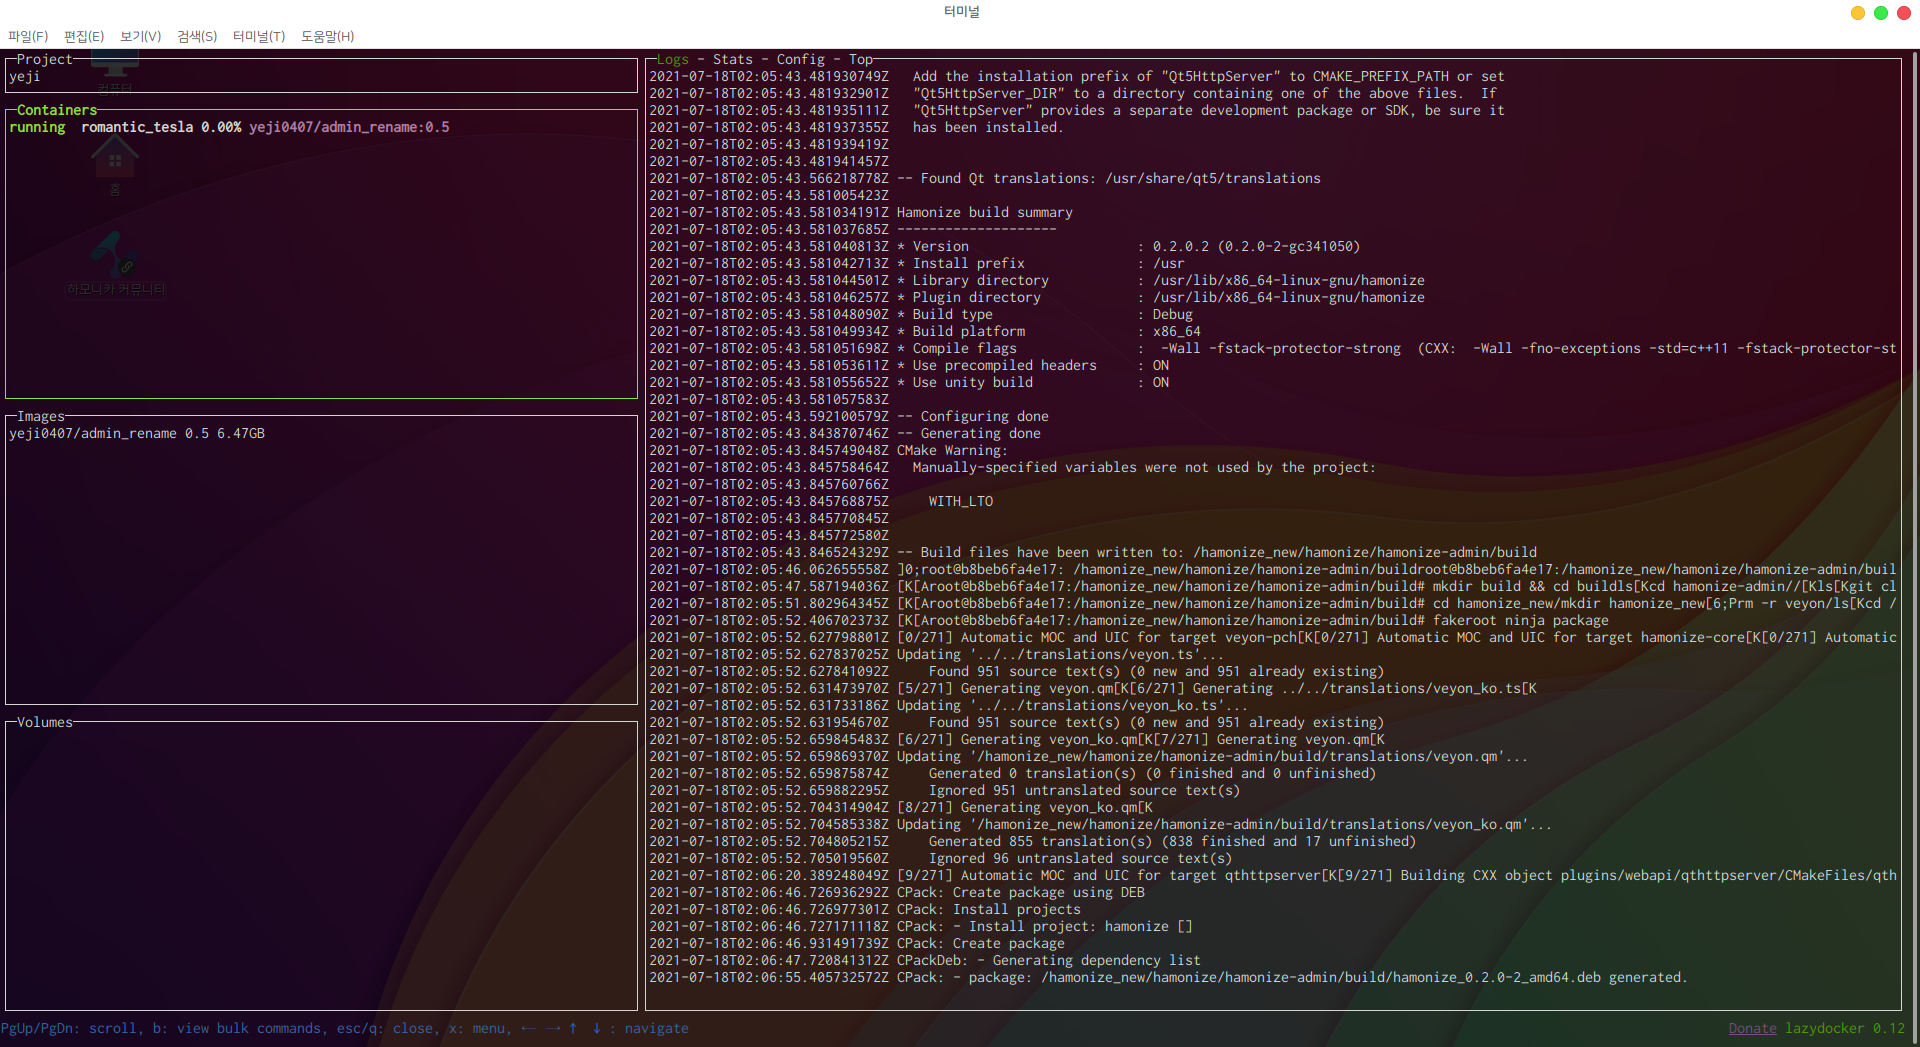 터미널
파일(F) 편집(E) 보기(V) 검색(S) 터미널(T) 도움말(H)
Project
yeji
컴퓨터
Containers
running romantic_tesla 0.00% yeji0407/admin_rename:0.5
홈
하모니카 커뮤니티
Images
yeji0407/admin_rename 0.5 6.47GB
Volumes
Logs - Stats - Config - Top
2021-07-18T02:05:43.481930749Z   Add the installation prefix of "Qt5HttpServer" to CMAKE_PREFIX_PATH or set
2021-07-18T02:05:43.481932901Z   "Qt5HttpServer_DIR" to a directory containing one of the above files.  If
2021-07-18T02:05:43.481935111Z   "Qt5HttpServer" provides a separate development package or SDK, be sure it
2021-07-18T02:05:43.481937355Z   has been installed.
2021-07-18T02:05:43.481939419Z
2021-07-18T02:05:43.481941457Z
2021-07-18T02:05:43.566218778Z -- Found Qt translations: /usr/share/qt5/translations
2021-07-18T02:05:43.581005423Z
2021-07-18T02:05:43.581034191Z Hamonize build summary
2021-07-18T02:05:43.581037685Z --------------------
2021-07-18T02:05:43.581040813Z * Version                     : 0.2.0.2 (0.2.0-2-gc341050)
2021-07-18T02:05:43.581042713Z * Install prefix              : /usr
2021-07-18T02:05:43.581044501Z * Library directory           : /usr/lib/x86_64-linux-gnu/hamonize
2021-07-18T02:05:43.581046257Z * Plugin directory            : /usr/lib/x86_64-linux-gnu/hamonize
2021-07-18T02:05:43.581048090Z * Build type                  : Debug
2021-07-18T02:05:43.581049934Z * Build platform              : x86_64
2021-07-18T02:05:43.581051698Z * Compile flags               :  -Wall -fstack-protector-strong  (CXX:  -Wall -fno-exceptions -std=c++11 -fstack-protector-st
2021-07-18T02:05:43.581053611Z * Use precompiled headers     : ON
2021-07-18T02:05:43.581055652Z * Use unity build             : ON
2021-07-18T02:05:43.581057583Z
2021-07-18T02:05:43.592100579Z -- Configuring done
2021-07-18T02:05:43.843870746Z -- Generating done
2021-07-18T02:05:43.845749048Z CMake Warning:
2021-07-18T02:05:43.845758464Z   Manually-specified variables were not used by the project:
2021-07-18T02:05:43.845760766Z
2021-07-18T02:05:43.845768875Z     WITH_LTO
2021-07-18T02:05:43.845770845Z
2021-07-18T02:05:43.845772580Z
2021-07-18T02:05:43.846524329Z -- Build files have been written to: /hamonize_new/hamonize/hamonize-admin/build
2021-07-18T02:05:46.062655558Z ]0;root@b8beb6fa4e17: /hamonize_new/hamonize/hamonize-admin/buildroot@b8beb6fa4e17:/hamonize_new/hamonize/hamonize-admin/buil
2021-07-18T02:05:47.587194036Z [K[Aroot@b8beb6fa4e17:/hamonize_new/hamonize/hamonize-admin/build# mkdir build && cd buildls[Kcd hamonize-admin//[Kls[Kgit cl
2021-07-18T02:05:51.802964345Z [K[Aroot@b8beb6fa4e17:/hamonize_new/hamonize/hamonize-admin/build# cd hamonize_new/mkdir hamonize_new[6;Prm -r veyon/ls[Kcd /
2021-07-18T02:05:52.406702373Z [K[Aroot@b8beb6fa4e17:/hamonize_new/hamonize/hamonize-admin/build# fakeroot ninja package
2021-07-18T02:05:52.627798801Z [0/271] Automatic MOC and UIC for target veyon-pch[K[0/271] Automatic MOC and UIC for target hamonize-core[K[0/271] Automatic
2021-07-18T02:05:52.627837025Z Updating '../../translations/veyon.ts'...
2021-07-18T02:05:52.627841092Z     Found 951 source text(s) (0 new and 951 already existing)
2021-07-18T02:05:52.631473970Z [5/271] Generating veyon.qm[K[6/271] Generating ../../translations/veyon_ko.ts[K
2021-07-18T02:05:52.631733186Z Updating '../../translations/veyon_ko.ts'...
2021-07-18T02:05:52.631954670Z     Found 951 source text(s) (0 new and 951 already existing)
2021-07-18T02:05:52.659845483Z [6/271] Generating veyon_ko.qm[K[7/271] Generating veyon.qm[K
2021-07-18T02:05:52.659869370Z Updating '/hamonize_new/hamonize/hamonize-admin/build/translations/veyon.qm'...
2021-07-18T02:05:52.659875874Z     Generated 0 translation(s) (0 finished and 0 unfinished)
2021-07-18T02:05:52.659882295Z     Ignored 951 untranslated source text(s)
2021-07-18T02:05:52.704314904Z [8/271] Generating veyon_ko.qm[K
2021-07-18T02:05:52.704585338Z Updating '/hamonize_new/hamonize/hamonize-admin/build/translations/veyon_ko.qm'...
2021-07-18T02:05:52.704805215Z     Generated 855 translation(s) (838 finished and 17 unfinished)
2021-07-18T02:05:52.705019560Z     Ignored 96 untranslated source text(s)
2021-07-18T02:06:20.389248049Z [9/271] Automatic MOC and UIC for target qthttpserver[K[9/271] Building CXX object plugins/webapi/qthttpserver/CMakeFiles/qth
2021-07-18T02:06:46.726936292Z CPack: Create package using DEB
2021-07-18T02:06:46.726977301Z CPack: Install projects
2021-07-18T02:06:46.727171118Z CPack: - Install project: hamonize []
2021-07-18T02:06:46.931491739Z CPack: Create package
2021-07-18T02:06:47.720841312Z CPackDeb: - Generating dependency list
2021-07-18T02:06:55.405732572Z CPack: - package: /hamonize_new/hamonize/hamonize-admin/build/hamonize_0.2.0-2_amd64.deb generated.
PgUp/PgDn: scroll, b: view bulk commands, esc/q: close, x: menu, ← → ↑ ↓ : navigate
Donate lazydocker 0.12